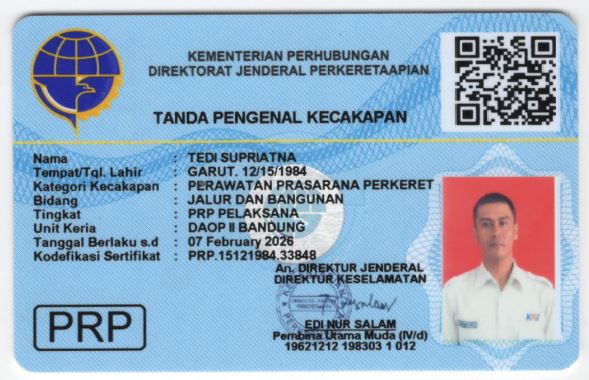 KEMENTERIAN PERHUBUNGAN
DIREKTORAT JENDERAL PERKERETAAPIAN
TANDA PENGENAL KECAKAPAN
Nama : TEDI SUPRIATNA
Tempat/Tgl. Lahir : GARUT. 12/15/1984
Kategori Kecakapan : PERAWATAN PRASARANA PERKERET
Bidang : JALUR DAN BANGUNAN
Tingkat : PRP PELAKSANA
Unit Kerja : DAOP II BANDUNG
Tanggal Berlaku s.d : 07 February 2026
Kodefikasi Sertifikat : PRP.15121984.33848
An. DIREKTUR JENDERAL
DIREKTUR KESELAMATAN
EDI NUR SALAM
Pembina Utama Muda (IV/d)
19621212 198303 1 012
PRP